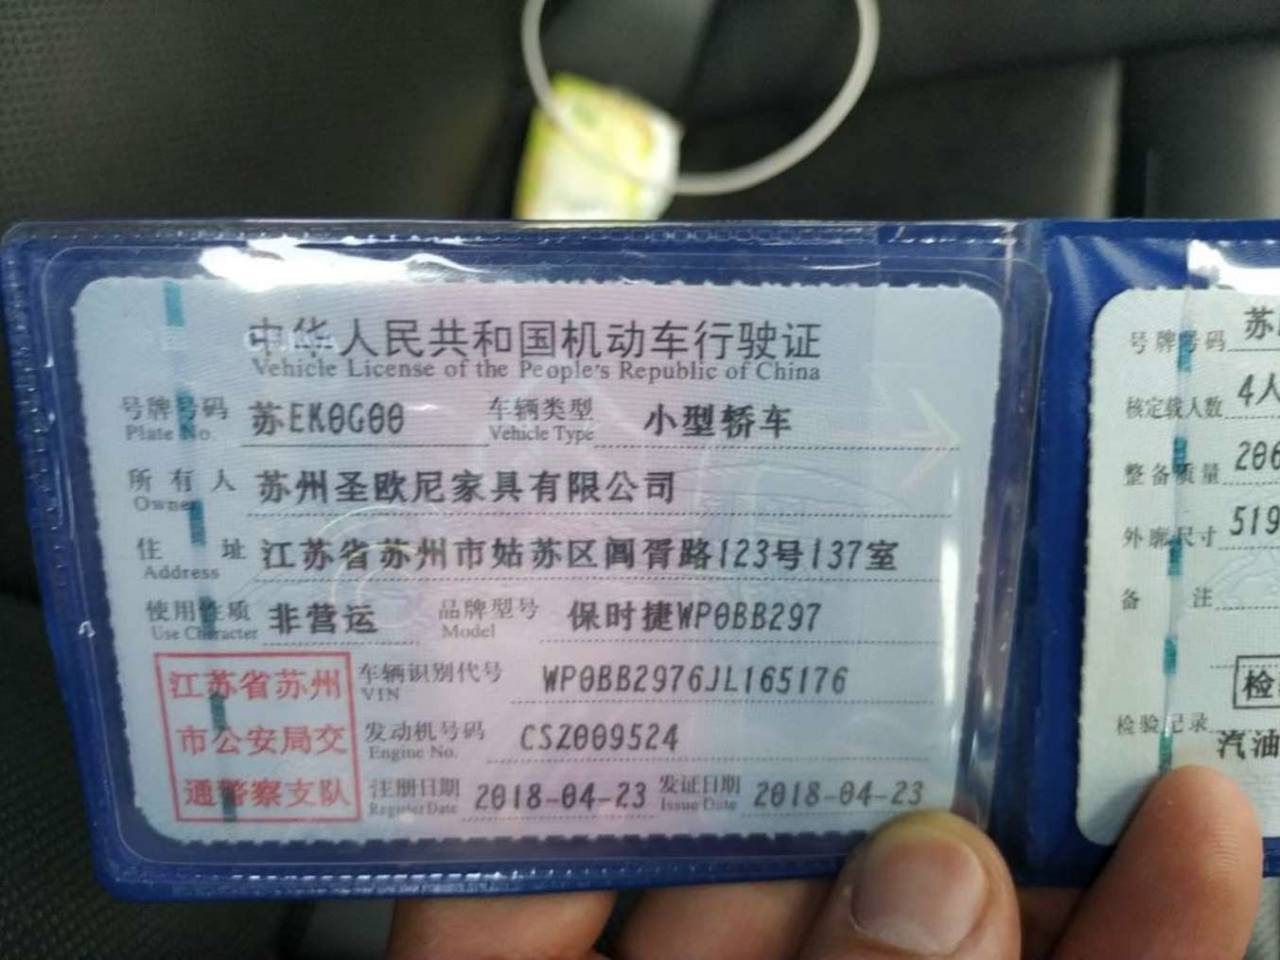 中华人民共和国机动车行驶证
Vehicle License of the People's Republic of China
号牌号码 苏EK0G00 车辆类型 小型轿车
Plate No. Vehicle Type
所有人 苏州圣欧尼家具有限公司
Owner
住址 江苏省苏州市姑苏区阊胥路123号137室
Address
使用性质 非营运 品牌型号 保时捷WP0BB297
Use Character Model
江苏省苏州
市公安局交
通警察支队
车辆识别代号 WP0BB2976JL165176
VIN
发动机号码 CSZ009524
Engine No.
注册日期 2018-04-23 发证日期 2018-04-23
Register Date Issue Date
号牌号码 苏
核定载人数 4人
整备质量 206
外廓尺寸 519
备注
检
检验记录
汽油